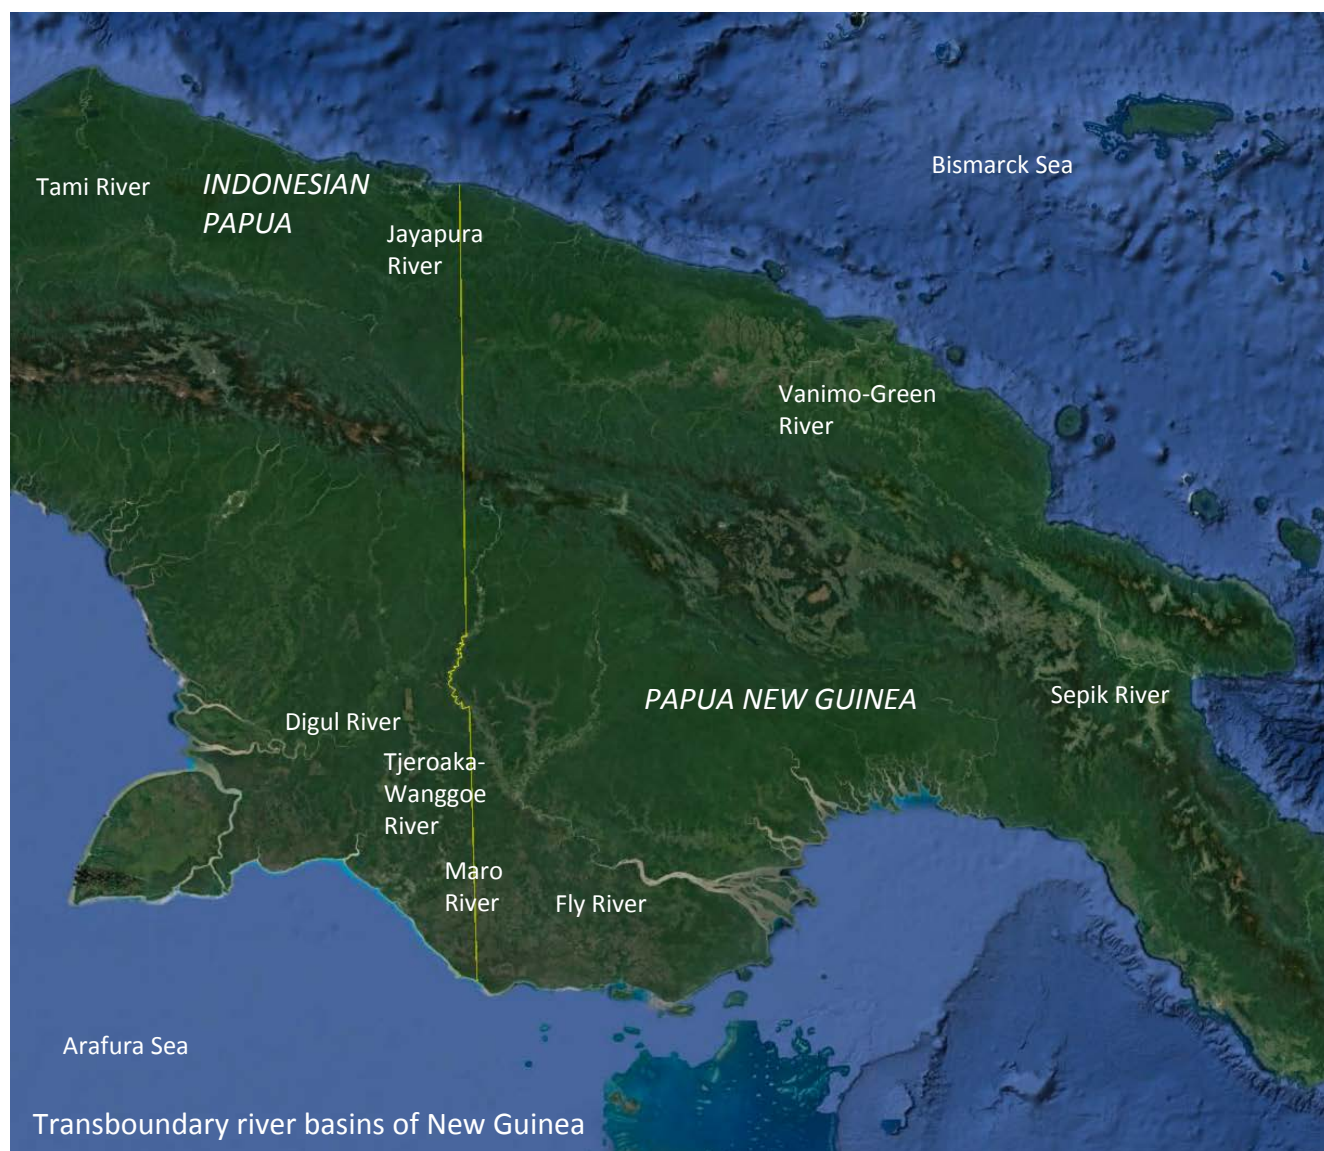 Bismarck Sea
Tami River
INDONESIAN
PAPUA
Jayapura
River
Vanimo-Green
River
PAPUA NEW GUINEA
Sepik River
Digul River
Tjeroaka-
Wanggoe
River
Maro
River
Fly River
Arafura Sea
Transboundary river basins of New Guinea